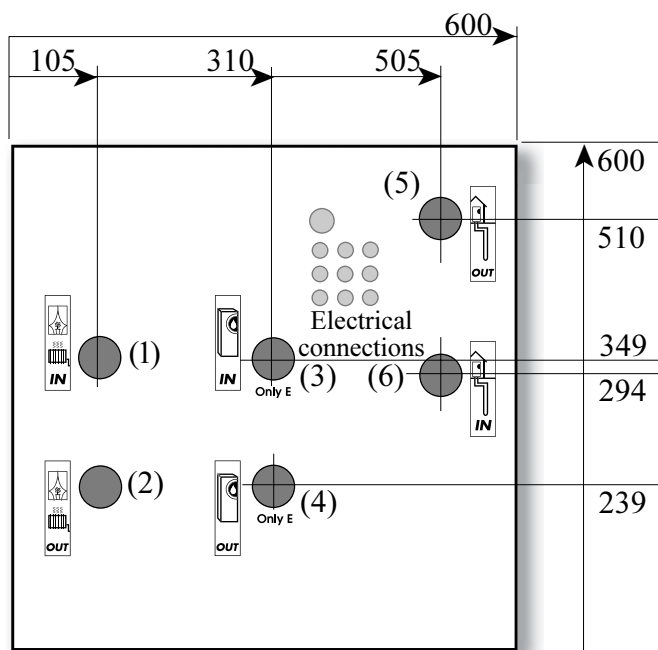 600
105 310 505
600
(5)
510
OUT
Electrical
connections
349
(1)
(3)
(6)
IN
IN
Only E
294
IN
(2)
(4)
239
Only E
OUT
OUT